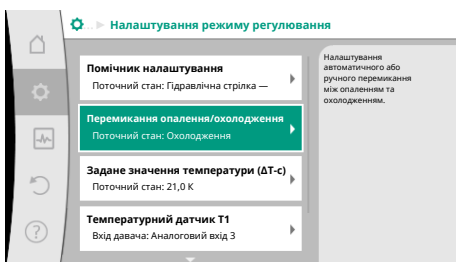 ... Налаштування режиму регулювання
Помічник налаштування
Поточний стан: Гідравлічна стрілка —
Перемикання опалення/охолодження
Поточний стан: Охолодження
Задане значення температури (ΔT-c)
Поточний стан: 21,0 K
Температурний датчик T1
Вхід давача: Аналоговий вхід 3
Налаштування
автоматичного або
ручного перемикання
між опаленням та
охолодженням.